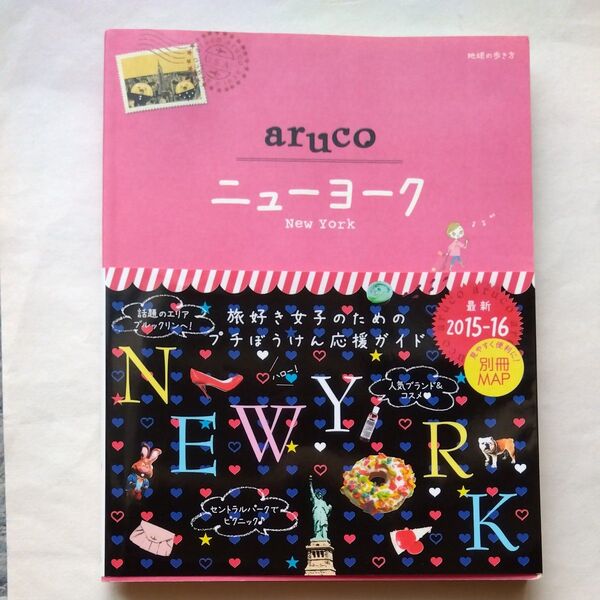 地球の歩き方
aruco
ニューヨーク
New York
最新
2015-16
見やすく便利に!
別冊
MAP
話題のエリア
ブルックリンへ!
旅好き女子のための
プチぼうけん応援ガイド
ハロー!
人気ブランド&
コスメ♥
NEW YORK
セントラルパークで
ピクニック♪